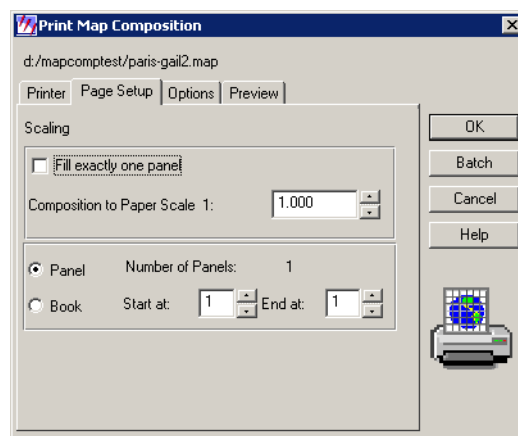 Print Map Composition
d:/mapcomptest/paris-gail2.map
Printer Page Setup Options Preview
Scaling
Fill exactly one panel
Composition to Paper Scale 1: 1.000
Panel Number of Panels: 1
Book Start at: 1 End at: 1
OK
Batch
Cancel
Help